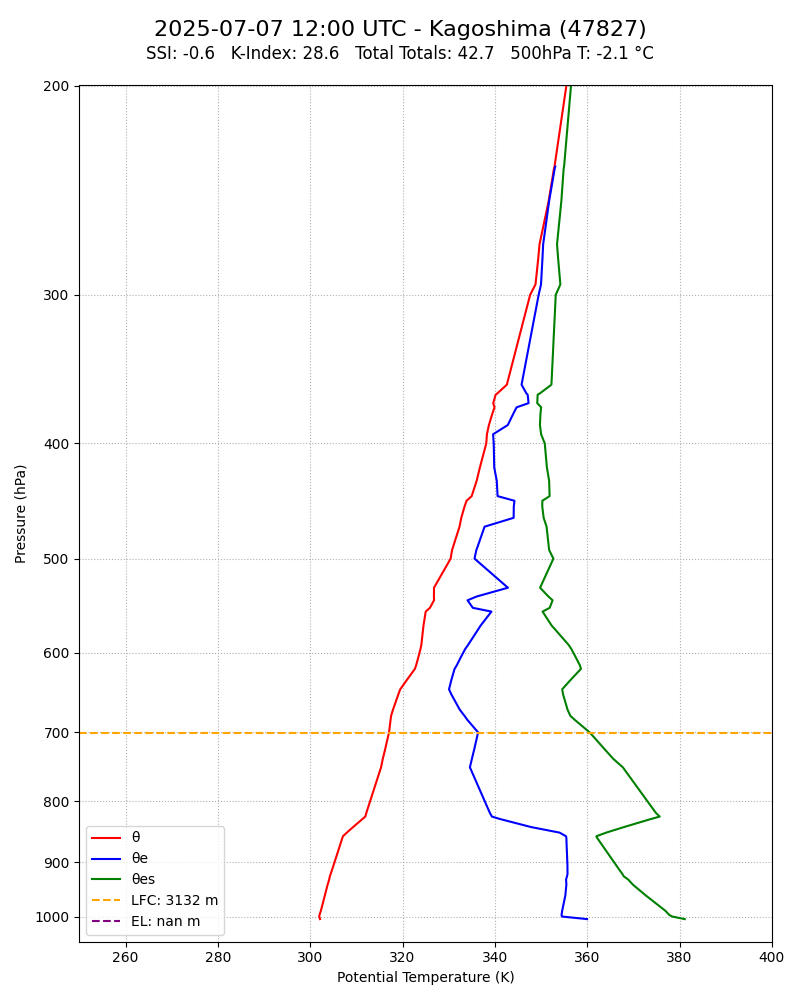 2025-07-07 12:00 UTC - Kagoshima (47827)
SSI: -0.6   K-Index: 28.6   Total Totals: 42.7   500hPa T: -2.1 °C
200
300
400
500
600
700
800
900
1000
Pressure (hPa)
θ
θe
θes
LFC: 3132 m
EL: nan m
260 280 300 320 340 360 380 400
Potential Temperature (K)